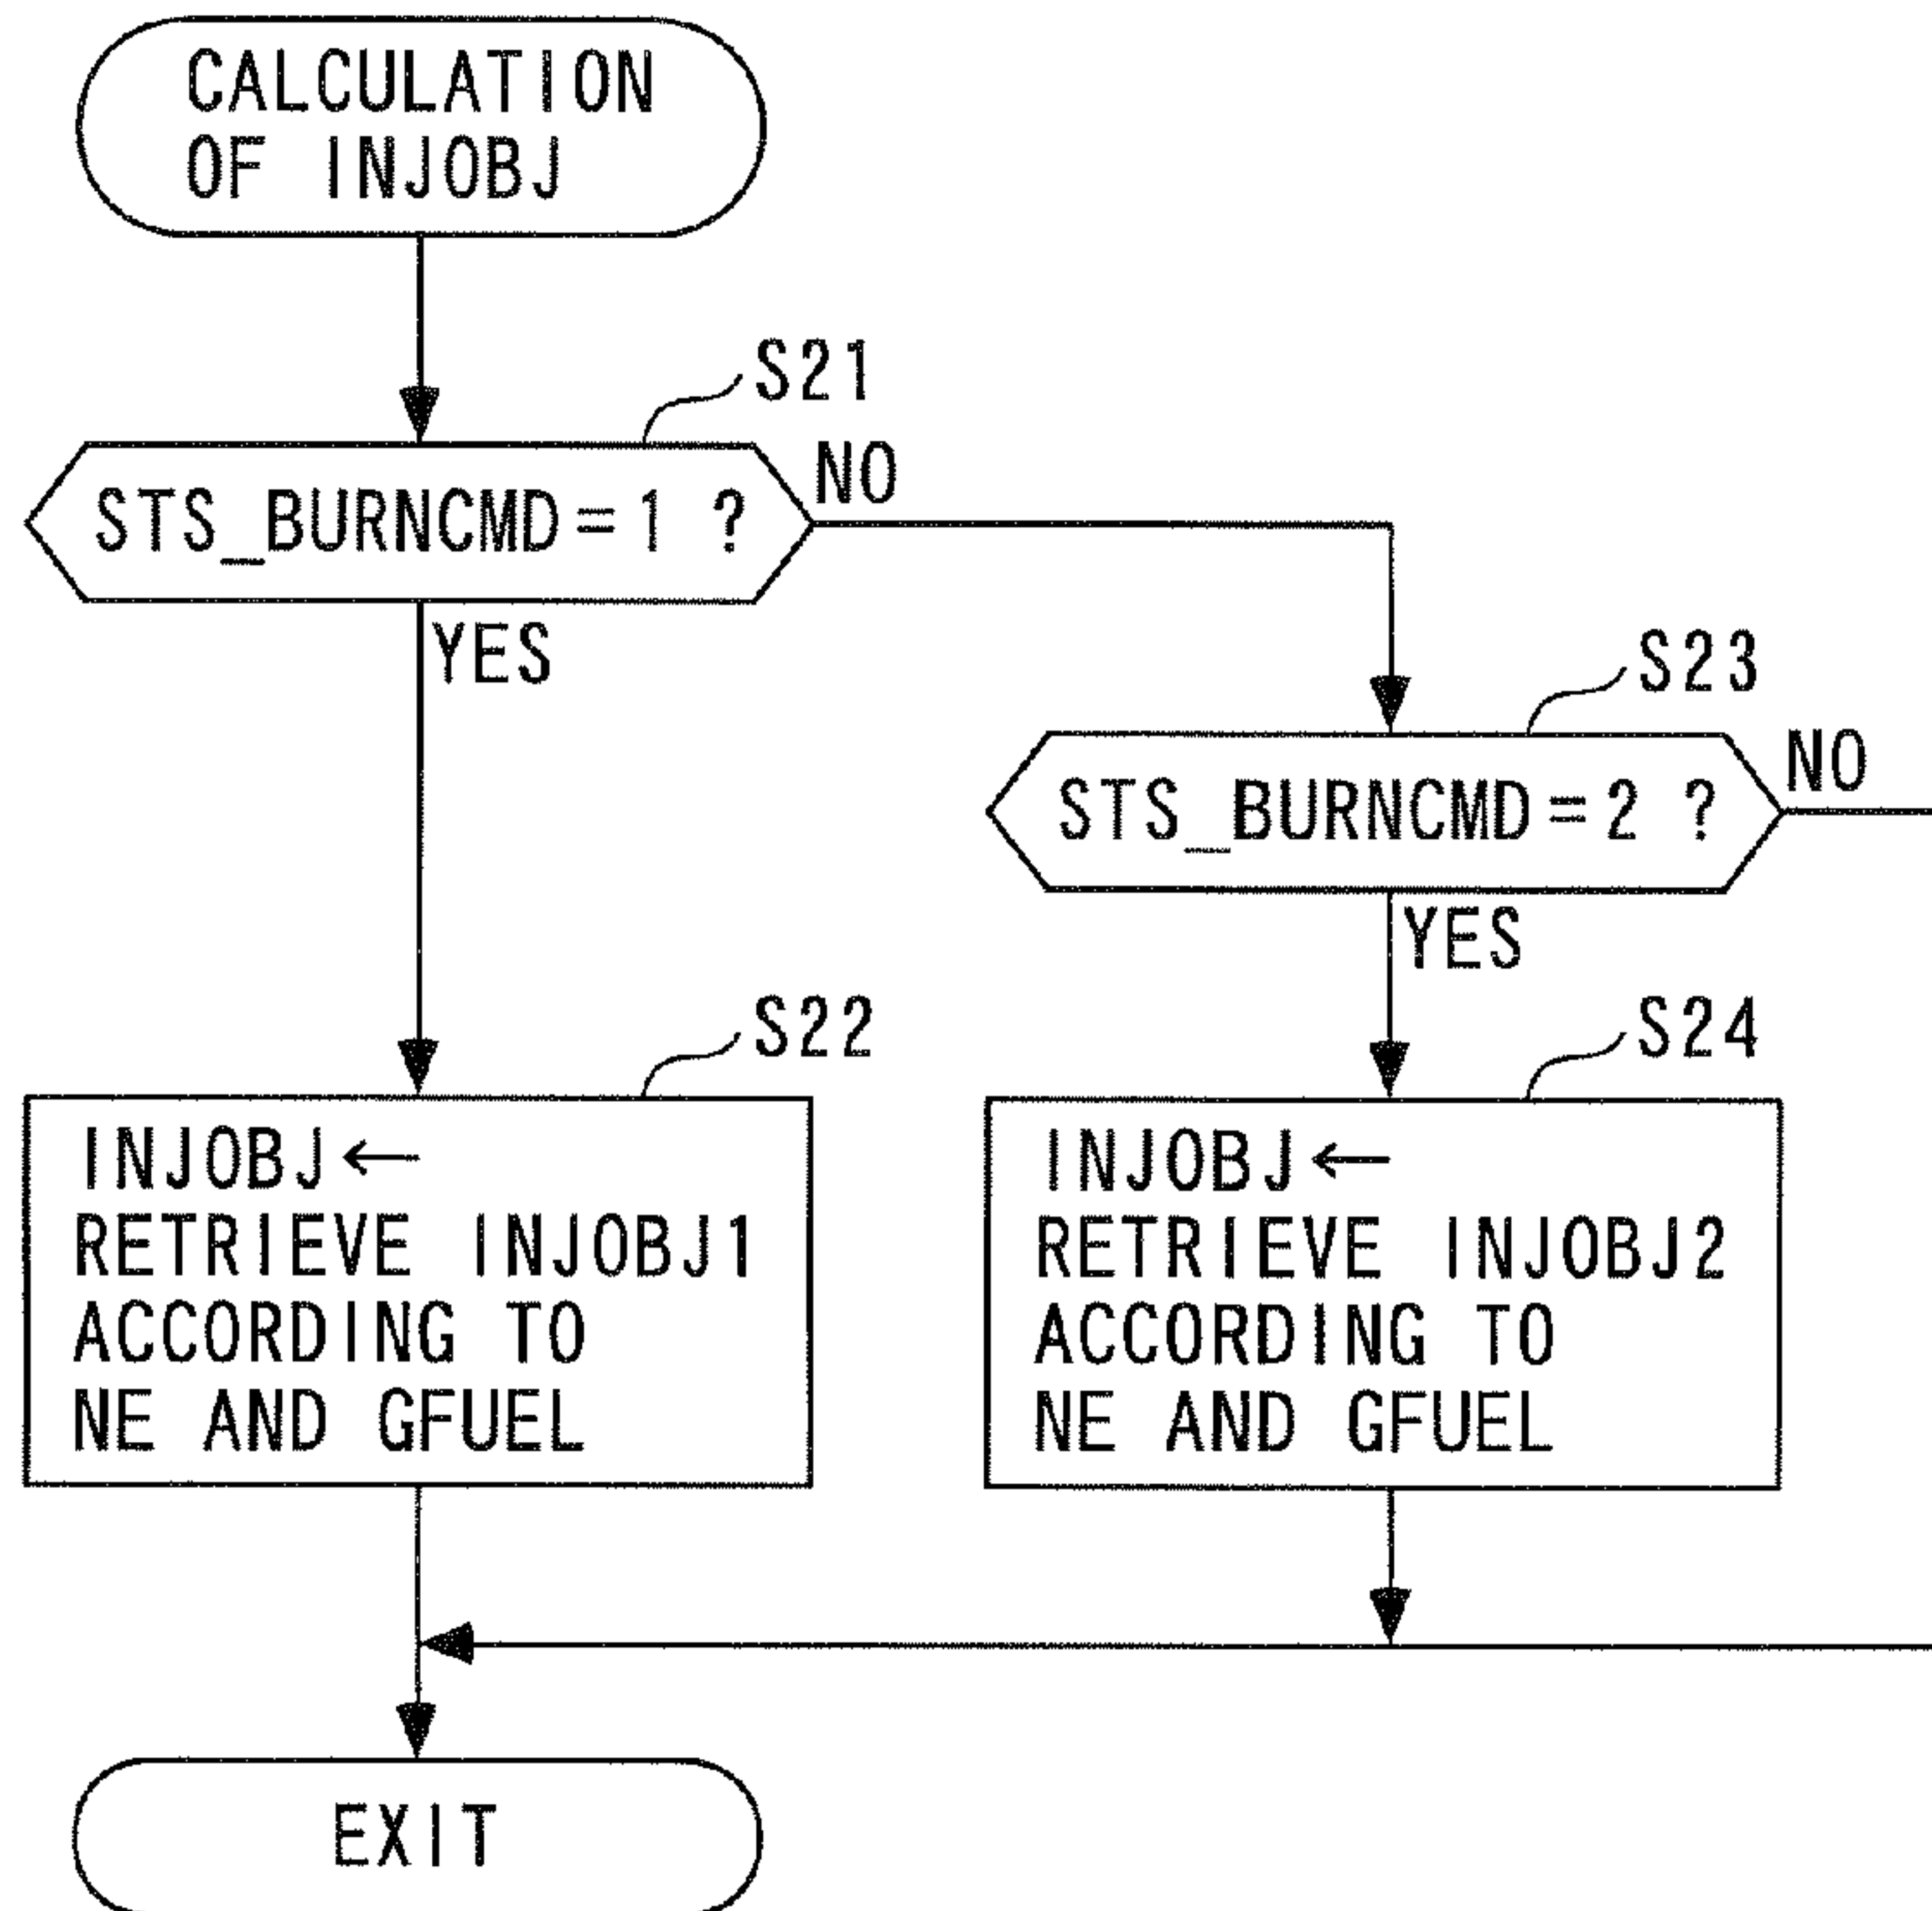 CALCULATION
OF INJOBJ
S21
STS_BURNCMD=1 ?
NO
YES
S23
STS_BURNCMD=2 ?
NO
YES
S22
INJOBJ←
RETRIEVE INJOBJ1
ACCORDING TO
NE AND GFUEL
S24
INJOBJ←
RETRIEVE INJOBJ2
ACCORDING TO
NE AND GFUEL
EXIT